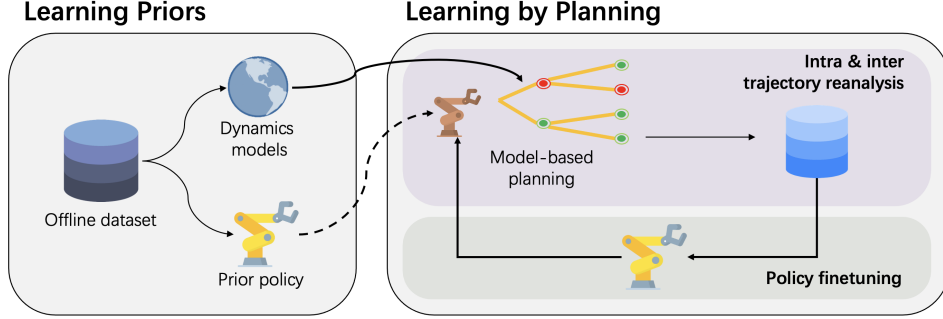 Learning Priors
Learning by Planning
Offline dataset
Dynamics
models
Prior policy
Model-based
planning
Intra & inter
trajectory reanalysis
Policy finetuning